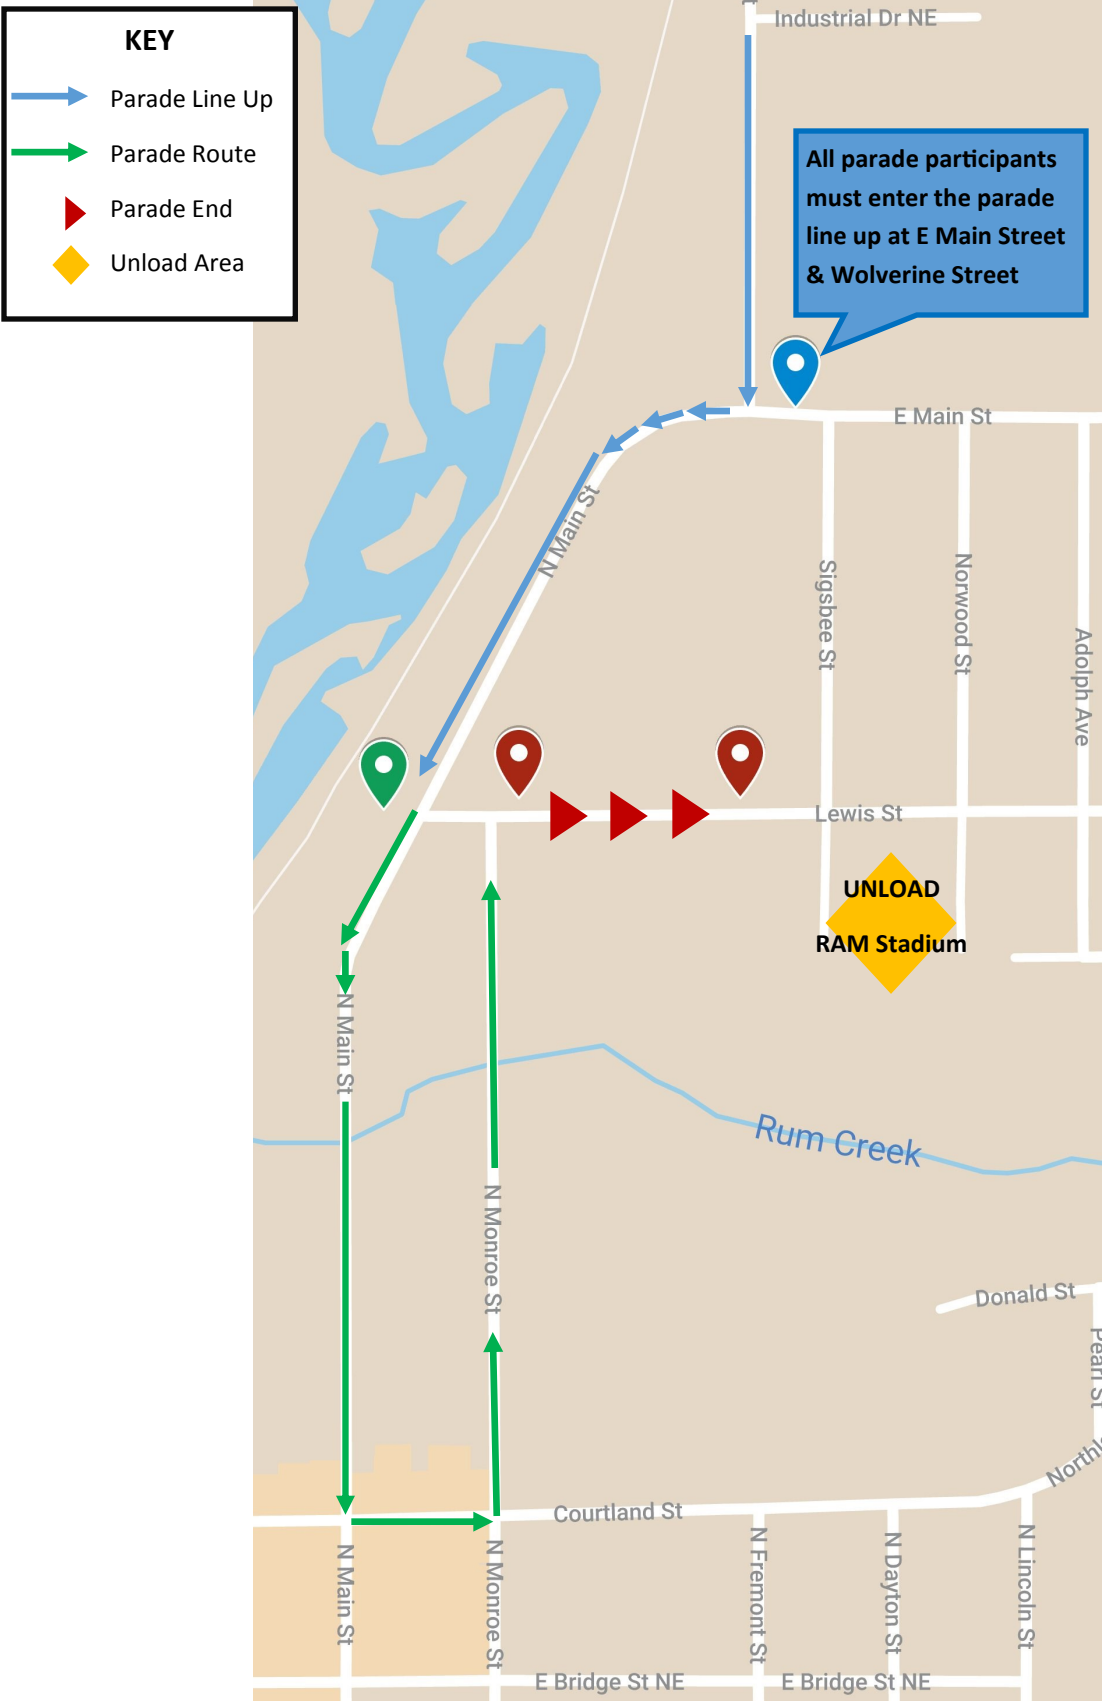 KEY
Parade Line Up
Parade Route
Parade End
Unload Area
Industrial Dr NE
All parade participants
must enter the parade
line up at E Main Street
& Wolverine Street
E Main St
N Main St
Sigsbee St
Norwood St
Adolph Ave
Lewis St
UNLOAD
RAM Stadium
N Main St
Rum Creek
N Monroe St
Donald St
Pearl St
Courtland St
N Main St
N Monroe St
N Fremont St
N Dayton St
N Lincoln St
E Bridge St NE
E Bridge St NE